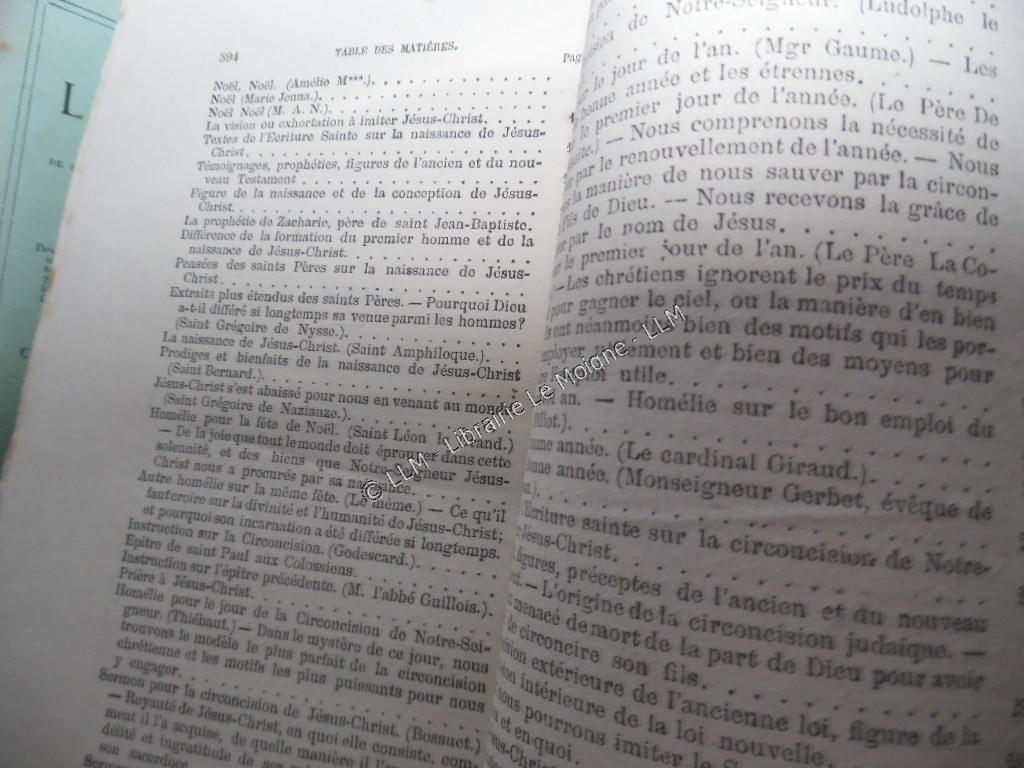 594
TABLE DES MATIÈRES.
Pag
Noël, Noël. (Amélie M***.).
Noël (Marie Jenna.).
Noël Noël (M. A. N.).
La vision ou exhortation à imiter Jésus-Christ.
Textes de l'Ecriture Sainte sur la naissance de Jésus-
Christ.
Témoignages, prophéties, figures de l'ancien et du nou-
veau Testament
Figure de la naissance et de la conception de Jésus-
Christ.
La prophétie de Zacharie, père de saint Jean-Baptiste.
Différence de la formation du premier homme et de la
naissance de Jésus-Christ.
Pensées des saints Pères sur la naissance de Jésus-
Christ
Extraits plus étendus des saints Pères. — Pourquoi Dieu
a-t-il différé si longtemps sa venue parmi les hommes?
(Saint Grégoire de Nysse.).
La naissance de Jésus-Christ. (Saint Amphiloque.).
Prodiges et bienfaits de la naissance de Jésus-Christ
(Saint Bernard.).
Jésus-Christ s'est abaissé pour nous en venant au monde
(Saint Grégoire de Nazianze.).
Homélie pour la fête de Noël. (Saint Léon le Grand.)
— De la joie que tout le monde doit éprouver dans cette
solennité, et des biens que Notre-Seigneur Jésus-
Christ nous a procurés par sa naissance.
Autre homélie sur la même fête. (Le même.) — Ce qu'il
faut croire sur la divinité et l'humanité de Jésus-Christ;
et pourquoi son incarnation a été différée si longtemps.
Instruction sur la Circoncision. (Godescard.).
Epitre de saint Paul aux Colossiens.
Instruction sur l'épitre précédente. (M. l'abbé Guillois.).
Prière à Jésus-Christ.
Homélie pour le jour de la Circoncision de Notre-Sei-
gneur. (Thiébaut.) — Dans le mystère de ce jour, nous
trouvons le modèle le plus parfait de la circoncision
chrétienne et les motifs les plus puissants pour nous
y engager.
Sermon pour la circoncision de Jésus-Christ. (Bossuet.)
— Royauté de Jésus-Christ, en quoi elle consiste, com-
ment il l'a acquise, de quelle manière il l'
délité et ingratitude de
son sacerdoce
de Notre-Seigneur. (Ludolphe le
le jour de l'an. (Mgr Gaume.) — Les
bonne année et les étrennes.
le premier jour de l'année. (Le Père De
— Nous comprenons la nécessité de
par le renouvellement de l'année. — Nous
la manière de nous sauver par la circon-
Fils de Dieu. — Nous recevons la grâce de
par le nom de Jésus.
le premier jour de l'an. (Le Père La Co-
— Les chrétiens ignorent le prix du temps
pour gagner le ciel, ou la manière d'en bien
ont néanmoins bien des motifs qui les por-
employer utilement et bien des moyens pour
utile.
an. — Homélie sur le bon emploi du
année. (Le cardinal Giraud.).
année. (Monseigneur Gerbet, évêque de
Ecriture sainte sur la circoncision de Notre-
Jésus-Christ.
figures, préceptes de l'ancien et du nouveau
— L'origine de la circoncision judaïque. —
menacé de mort de la part de Dieu pour avoir
de circoncire son fils.
extérieure de l'ancienne loi, figure de la
intérieure de la loi nouvelle.
nous pourrons imiter le
et en quoi.
© LLM - Librairie Le Moigne - LLM